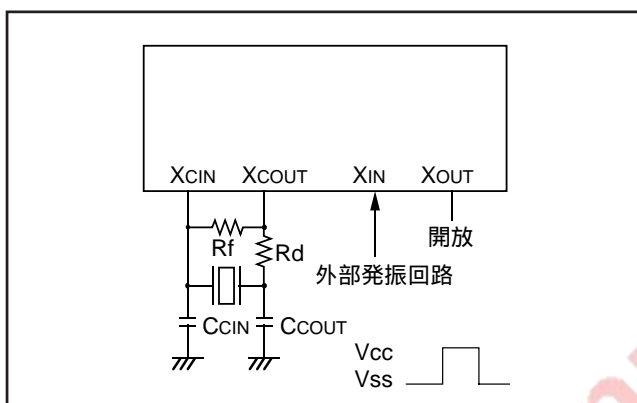 XCIN XCOUT XIN XOUT
Rf
Rd
開放
外部発振回路
CCIN CCOUT
Vcc
Vss